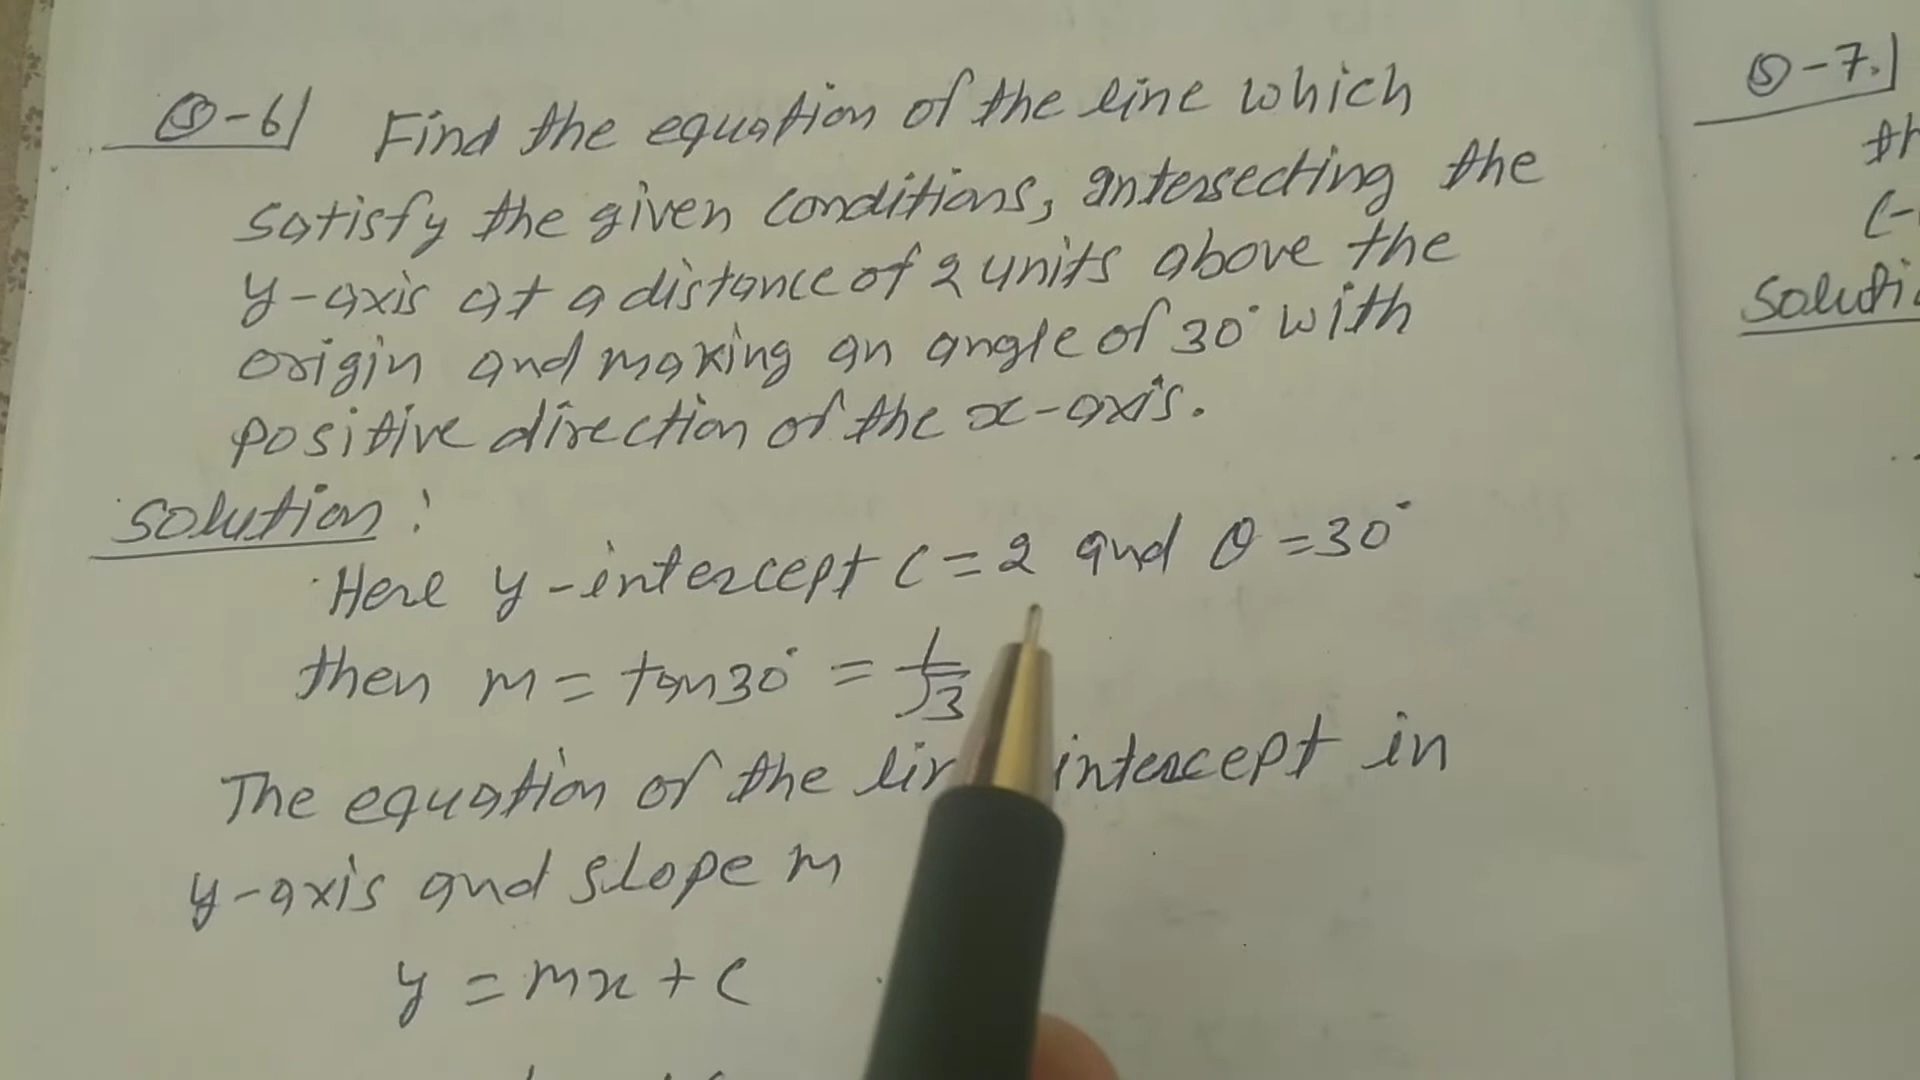 Q-6 Find the equation of the line which
satisfy the given conditions, Intersecting the
y-axis at a distance of 2 units above the
origin and making an angle of 30° with
positive direction of the x-axis.
Solution:
Here y-intercept c=2 and θ=30°
then m = tan30° = 1/√3
The equation of the intercept in
y-axis and slope m
y = mx + c
Q-7.
th
(-
Soluti